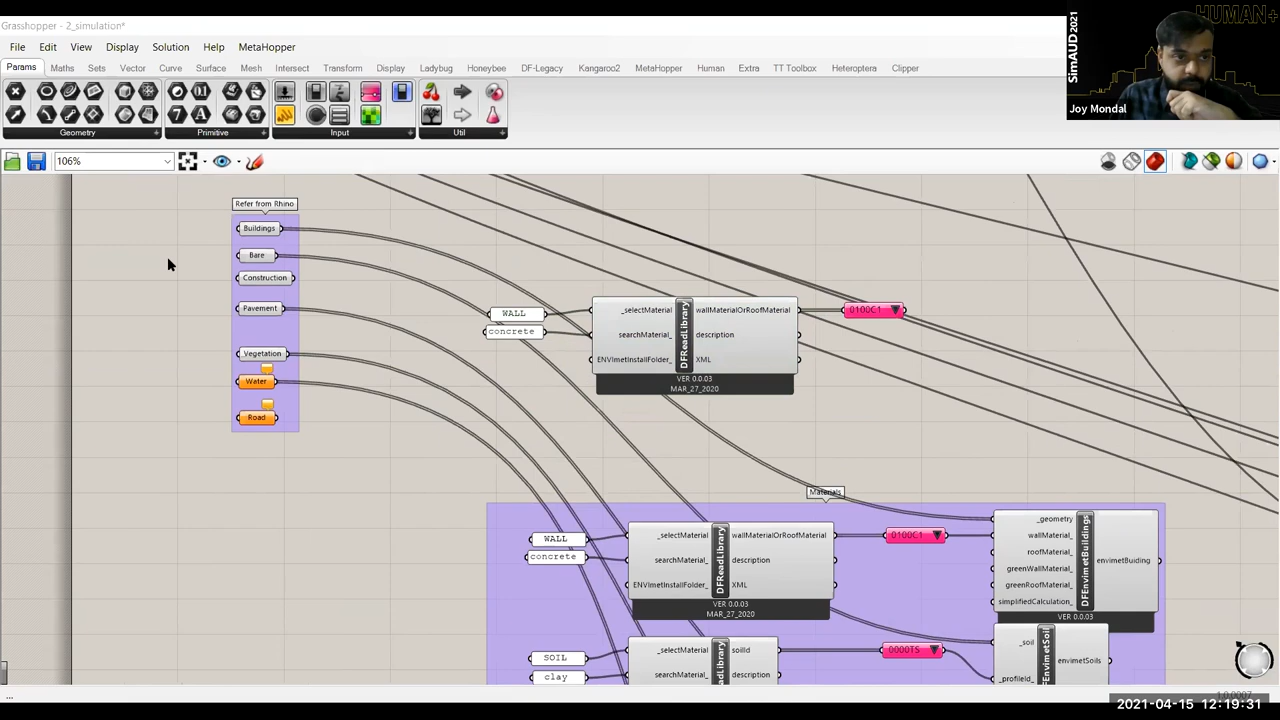 Grasshopper - 2_simulation*
File Edit View Display Solution Help MetaHopper
Params Maths Sets Vector Curve Surface Mesh Intersect Transform Display Ladybug Honeybee DF-Legacy Kangaroo2 MetaHopper Human Extra TT Toolbox Heteroptera Clipper
Geometry Primitive Input Util
106%
HUMAN+
SimAUD2021
Joy Mondal
Refer from Rhino
Buildings
Bare
Construction
Pavement
Vegetation
Water
Road
WALL
concrete
_selectMaterial
searchMaterial_
ENVImetInstallFolder_
DFReadLibrary
wallMaterialOrRoofMaterial
description
XML
VER 0.0.03
MAR_27_2020
0100C1
Materials
WALL
concrete
_selectMaterial
searchMaterial_
ENVImetInstallFolder_
DFReadLibrary
wallMaterialOrRoofMaterial
description
XML
VER 0.0.03
MAR_27_2020
0100C1
_geometry
wallMaterial_
roofMaterial_
greenWallMaterial_
greenRoofMaterial_
simplifiedCalculation_
DFEnvimetBuildings
envimetBuiding
VER 0.0.03
SOIL
clay
_selectMaterial
searchMaterial_
soilId
description
0000TS
_soil
_profileId_
envimetSoils
2021-04-15 12:19:31